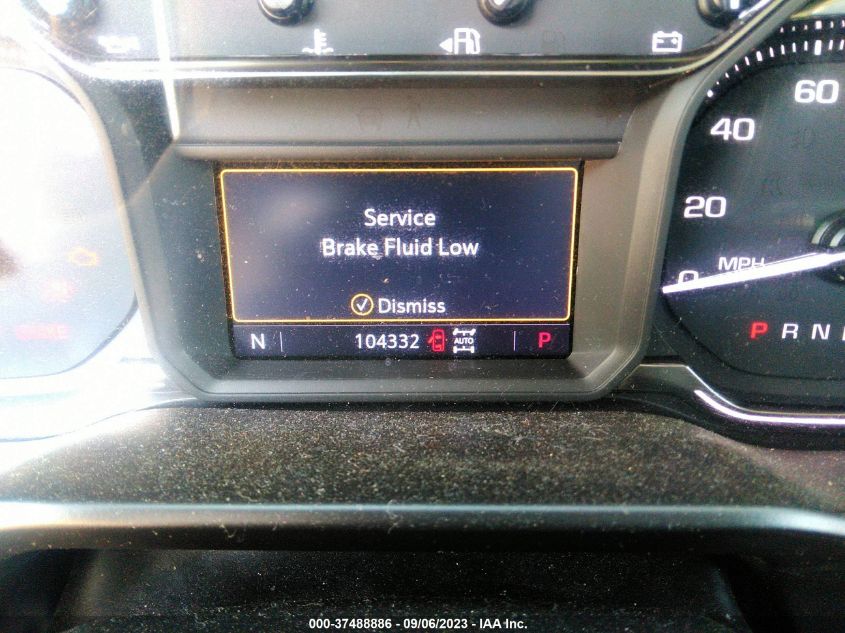 60
40
20
0
MPH
Service
Brake Fluid Low
Dismiss
N 104332 AUTO P
P R N
000-37488886 - 09/06/2023 - IAA Inc.